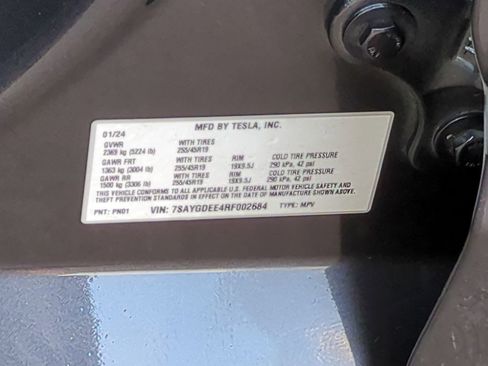 MFD BY TESLA, INC.
01/24
GVWR WITH TIRES
2369 kg (5224 lb) 255/45R19
GAWR FRT WITH TIRES RIM COLD TIRE PRESSURE
1363 kg (3004 lb) 255/45R19 19X9.5J 290 kPa, 42 psi
GAWR RR WITH TIRES RIM COLD TIRE PRESSURE
1500 kg (3306 lb) 255/45R19 19X9.5J 290 kPa, 42 psi
THIS VEHICLE CONFORMS TO ALL APPLICABLE U.S. FEDERAL MOTOR VEHICLE SAFETY AND
THEFT PREVENTION STANDARDS IN EFFECT ON THE DATE OF MANUFACTURE SHOWN ABOVE.
PNT: PN01 VIN: 7SAYGDEE4RF002684 TYPE: MPV